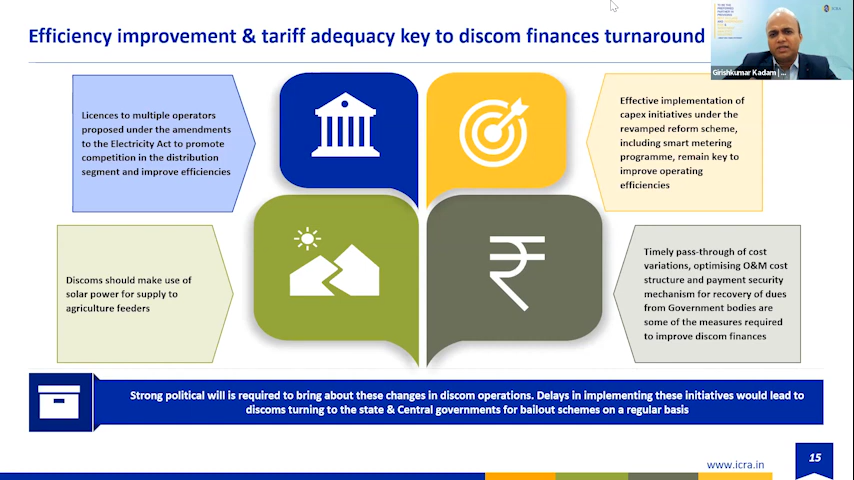 Efficiency improvement & tariff adequacy key to discom finances turnaround
ICRA
Girishkumar Kadam | ...
Licences to multiple operators
proposed under the amendments
to the Electricity Act to promote
competition in the distribution
segment and improve efficiencies
Effective implementation of
capex initiatives under the
revamped reform scheme,
including smart metering
programme, remain key to
improve operating
efficiencies
Discoms should make use of
solar power for supply to
agriculture feeders
₹
Timely pass-through of cost
variations, optimising O&M cost
structure and payment security
mechanism for recovery of dues
from Government bodies are
some of the measures required
to improve discom finances
Strong political will is required to bring about these changes in discom operations. Delays in implementing these initiatives would lead to
discoms turning to the state & Central governments for bailout schemes on a regular basis
www.icra.in
15